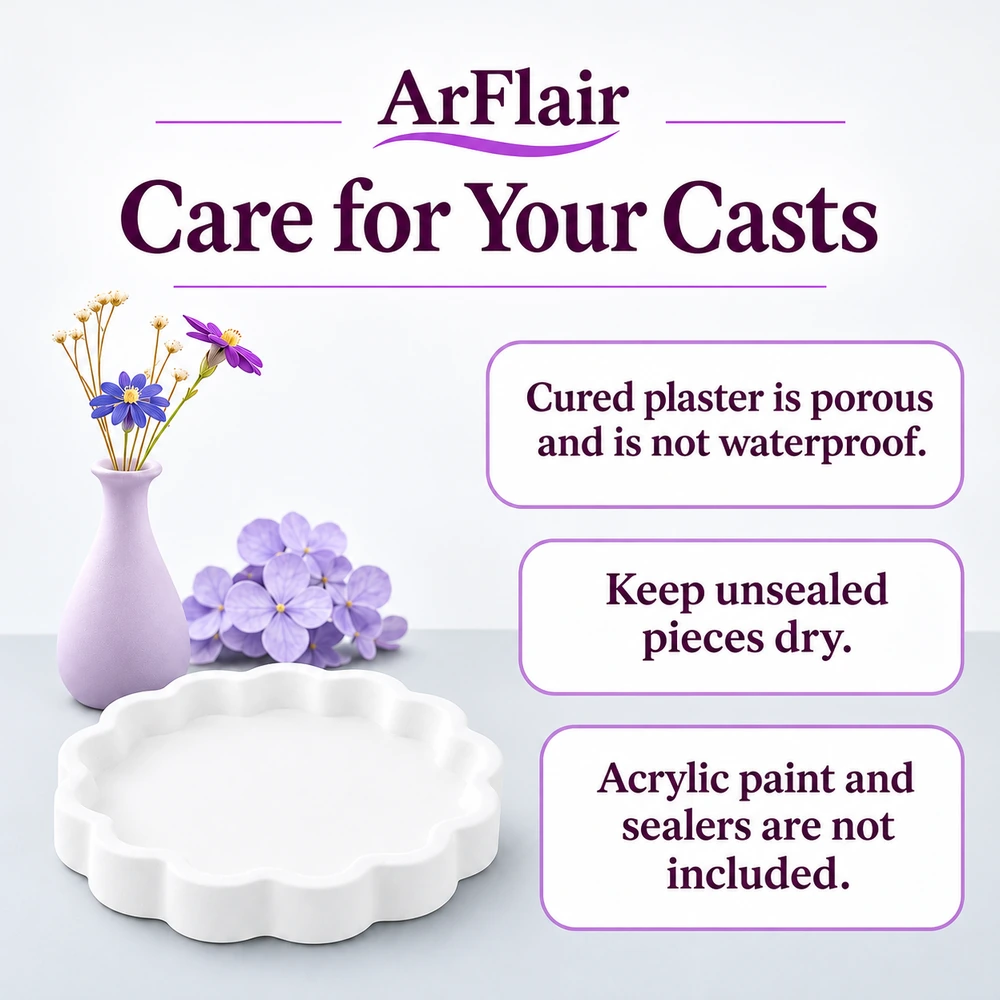 ArFlair
Care for Your Casts
Cured plaster is porous
and is not waterproof.
Keep unsealed
pieces dry.
Acrylic paint and
sealers are not
included.